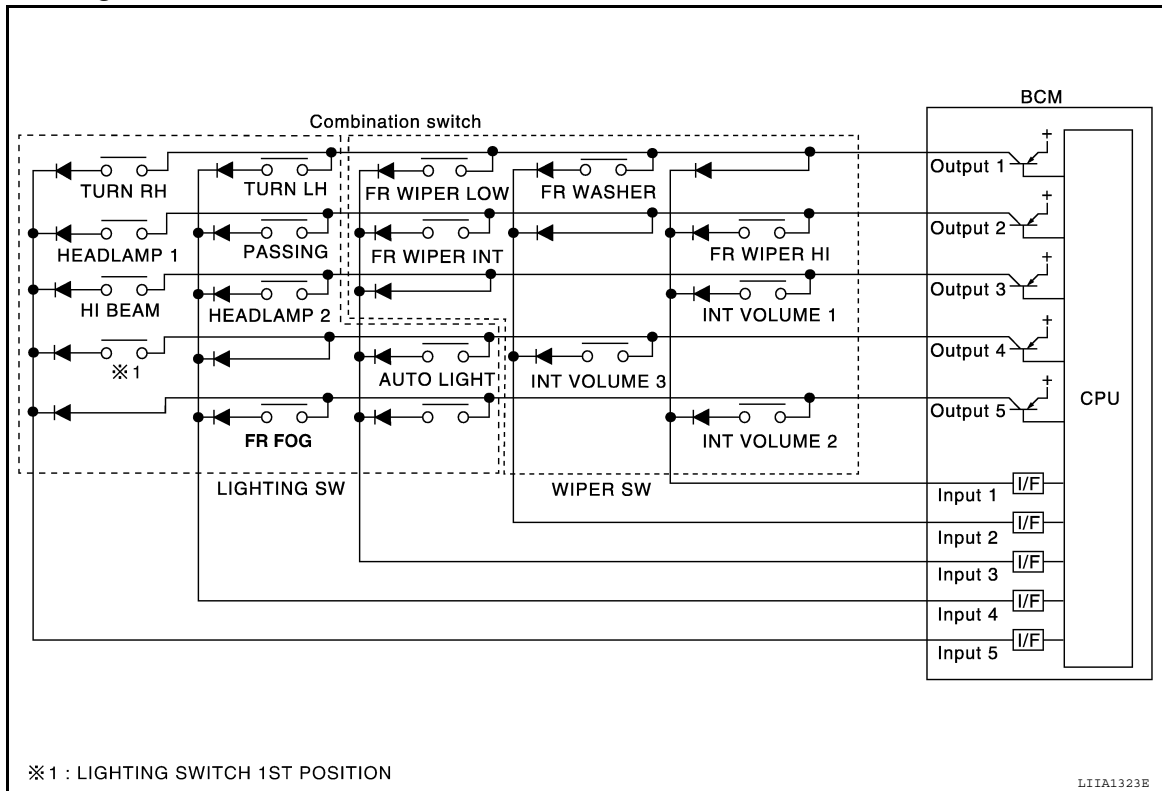 BCM
Combination switch
Output 1
TURN RH
TURN LH
FR WIPER LOW
FR WASHER
Output 2
HEADLAMP 1
PASSING
FR WIPER INT
FR WIPER HI
Output 3
HI BEAM
HEADLAMP 2
INT VOLUME 1
Output 4
※1
AUTO LIGHT
INT VOLUME 3
CPU
Output 5
FR FOG
INT VOLUME 2
LIGHTING SW
WIPER SW
Input 1
I/F
Input 2
I/F
Input 3
I/F
Input 4
I/F
Input 5
I/F
※1 : LIGHTING SWITCH 1ST POSITION
LIIA1323E